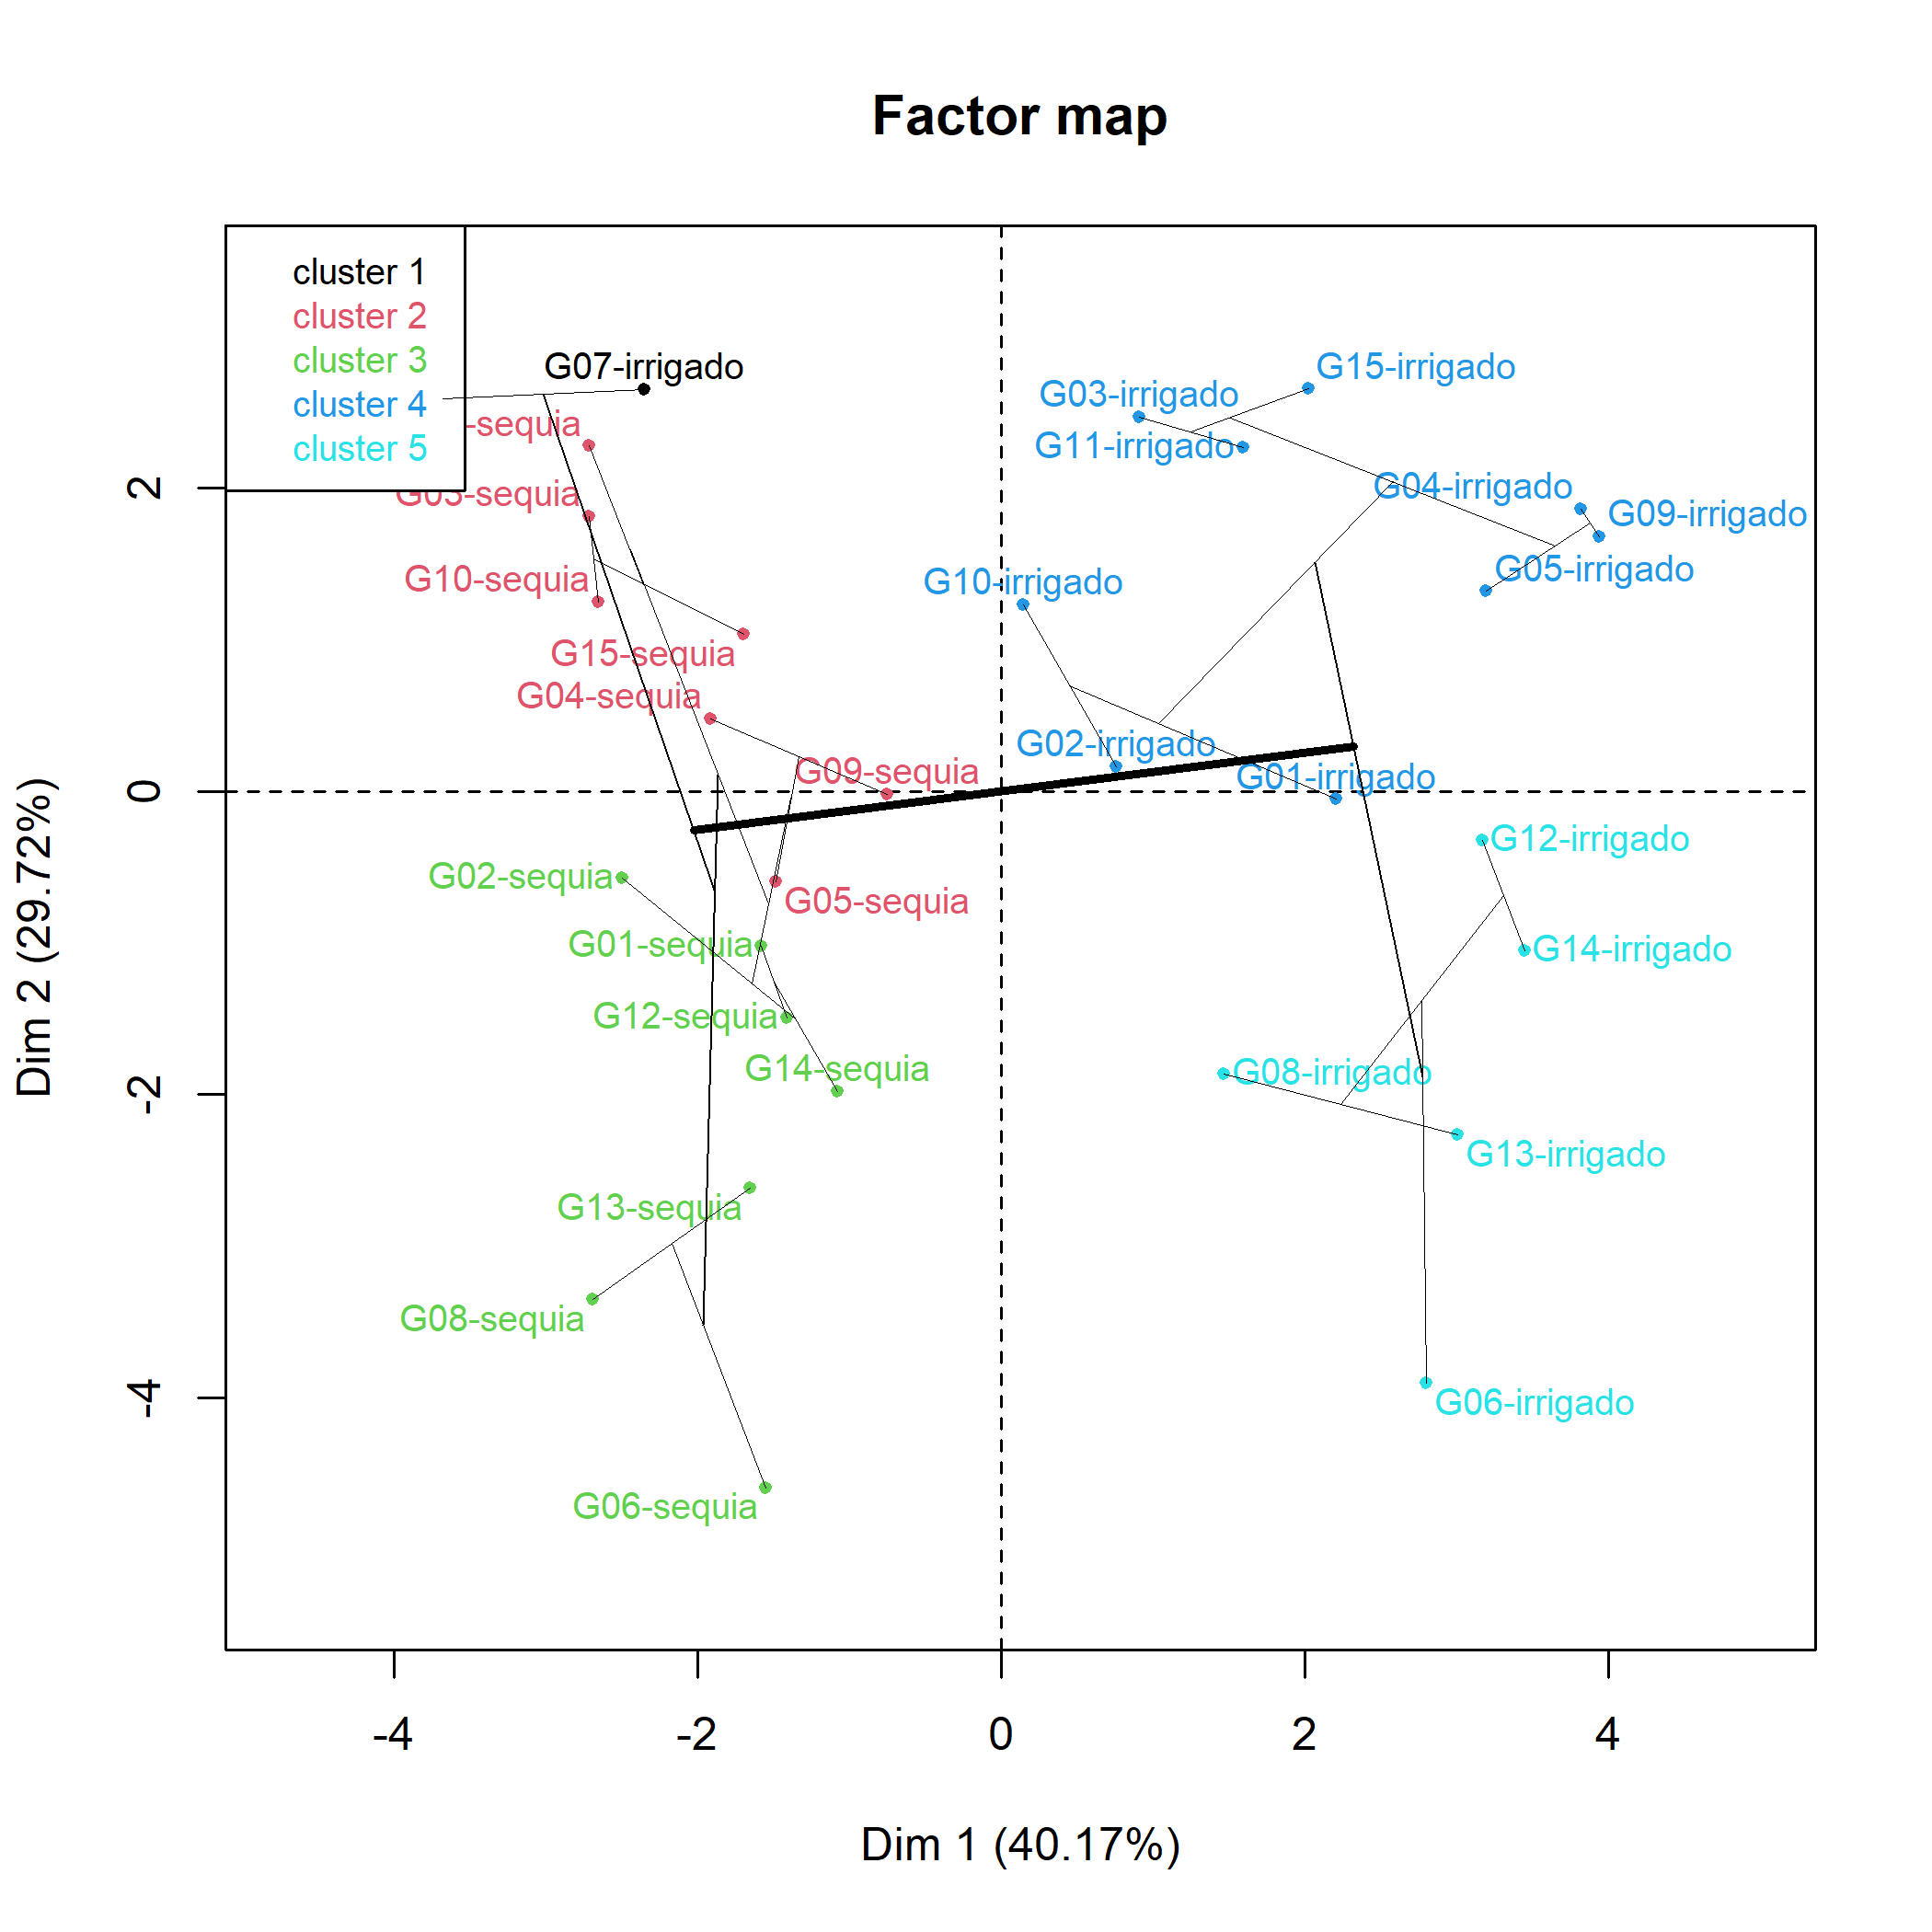 Factor map
cluster 1
cluster 2
cluster 3
cluster 4
cluster 5
G07-irrigado
G15-irrigado
G03-irrigado
-sequia
G11-irrigado
G04-irrigado
G03-sequia
G09-irrigado
G10-sequia
G05-irrigado
G10-irrigado
G15-sequia
G04-sequia
G02-irrigado
G09-sequia
G01-irrigado
G12-irrigado
G02-sequia
G05-sequia
G01-sequia
G14-irrigado
G12-sequia
G14-sequia
G08-irrigado
G13-irrigado
G13-sequia
G08-sequia
G06-irrigado
G06-sequia
2
0
-2
-4
Dim 2 (29.72%)
-4
-2
0
2
4
Dim 1 (40.17%)